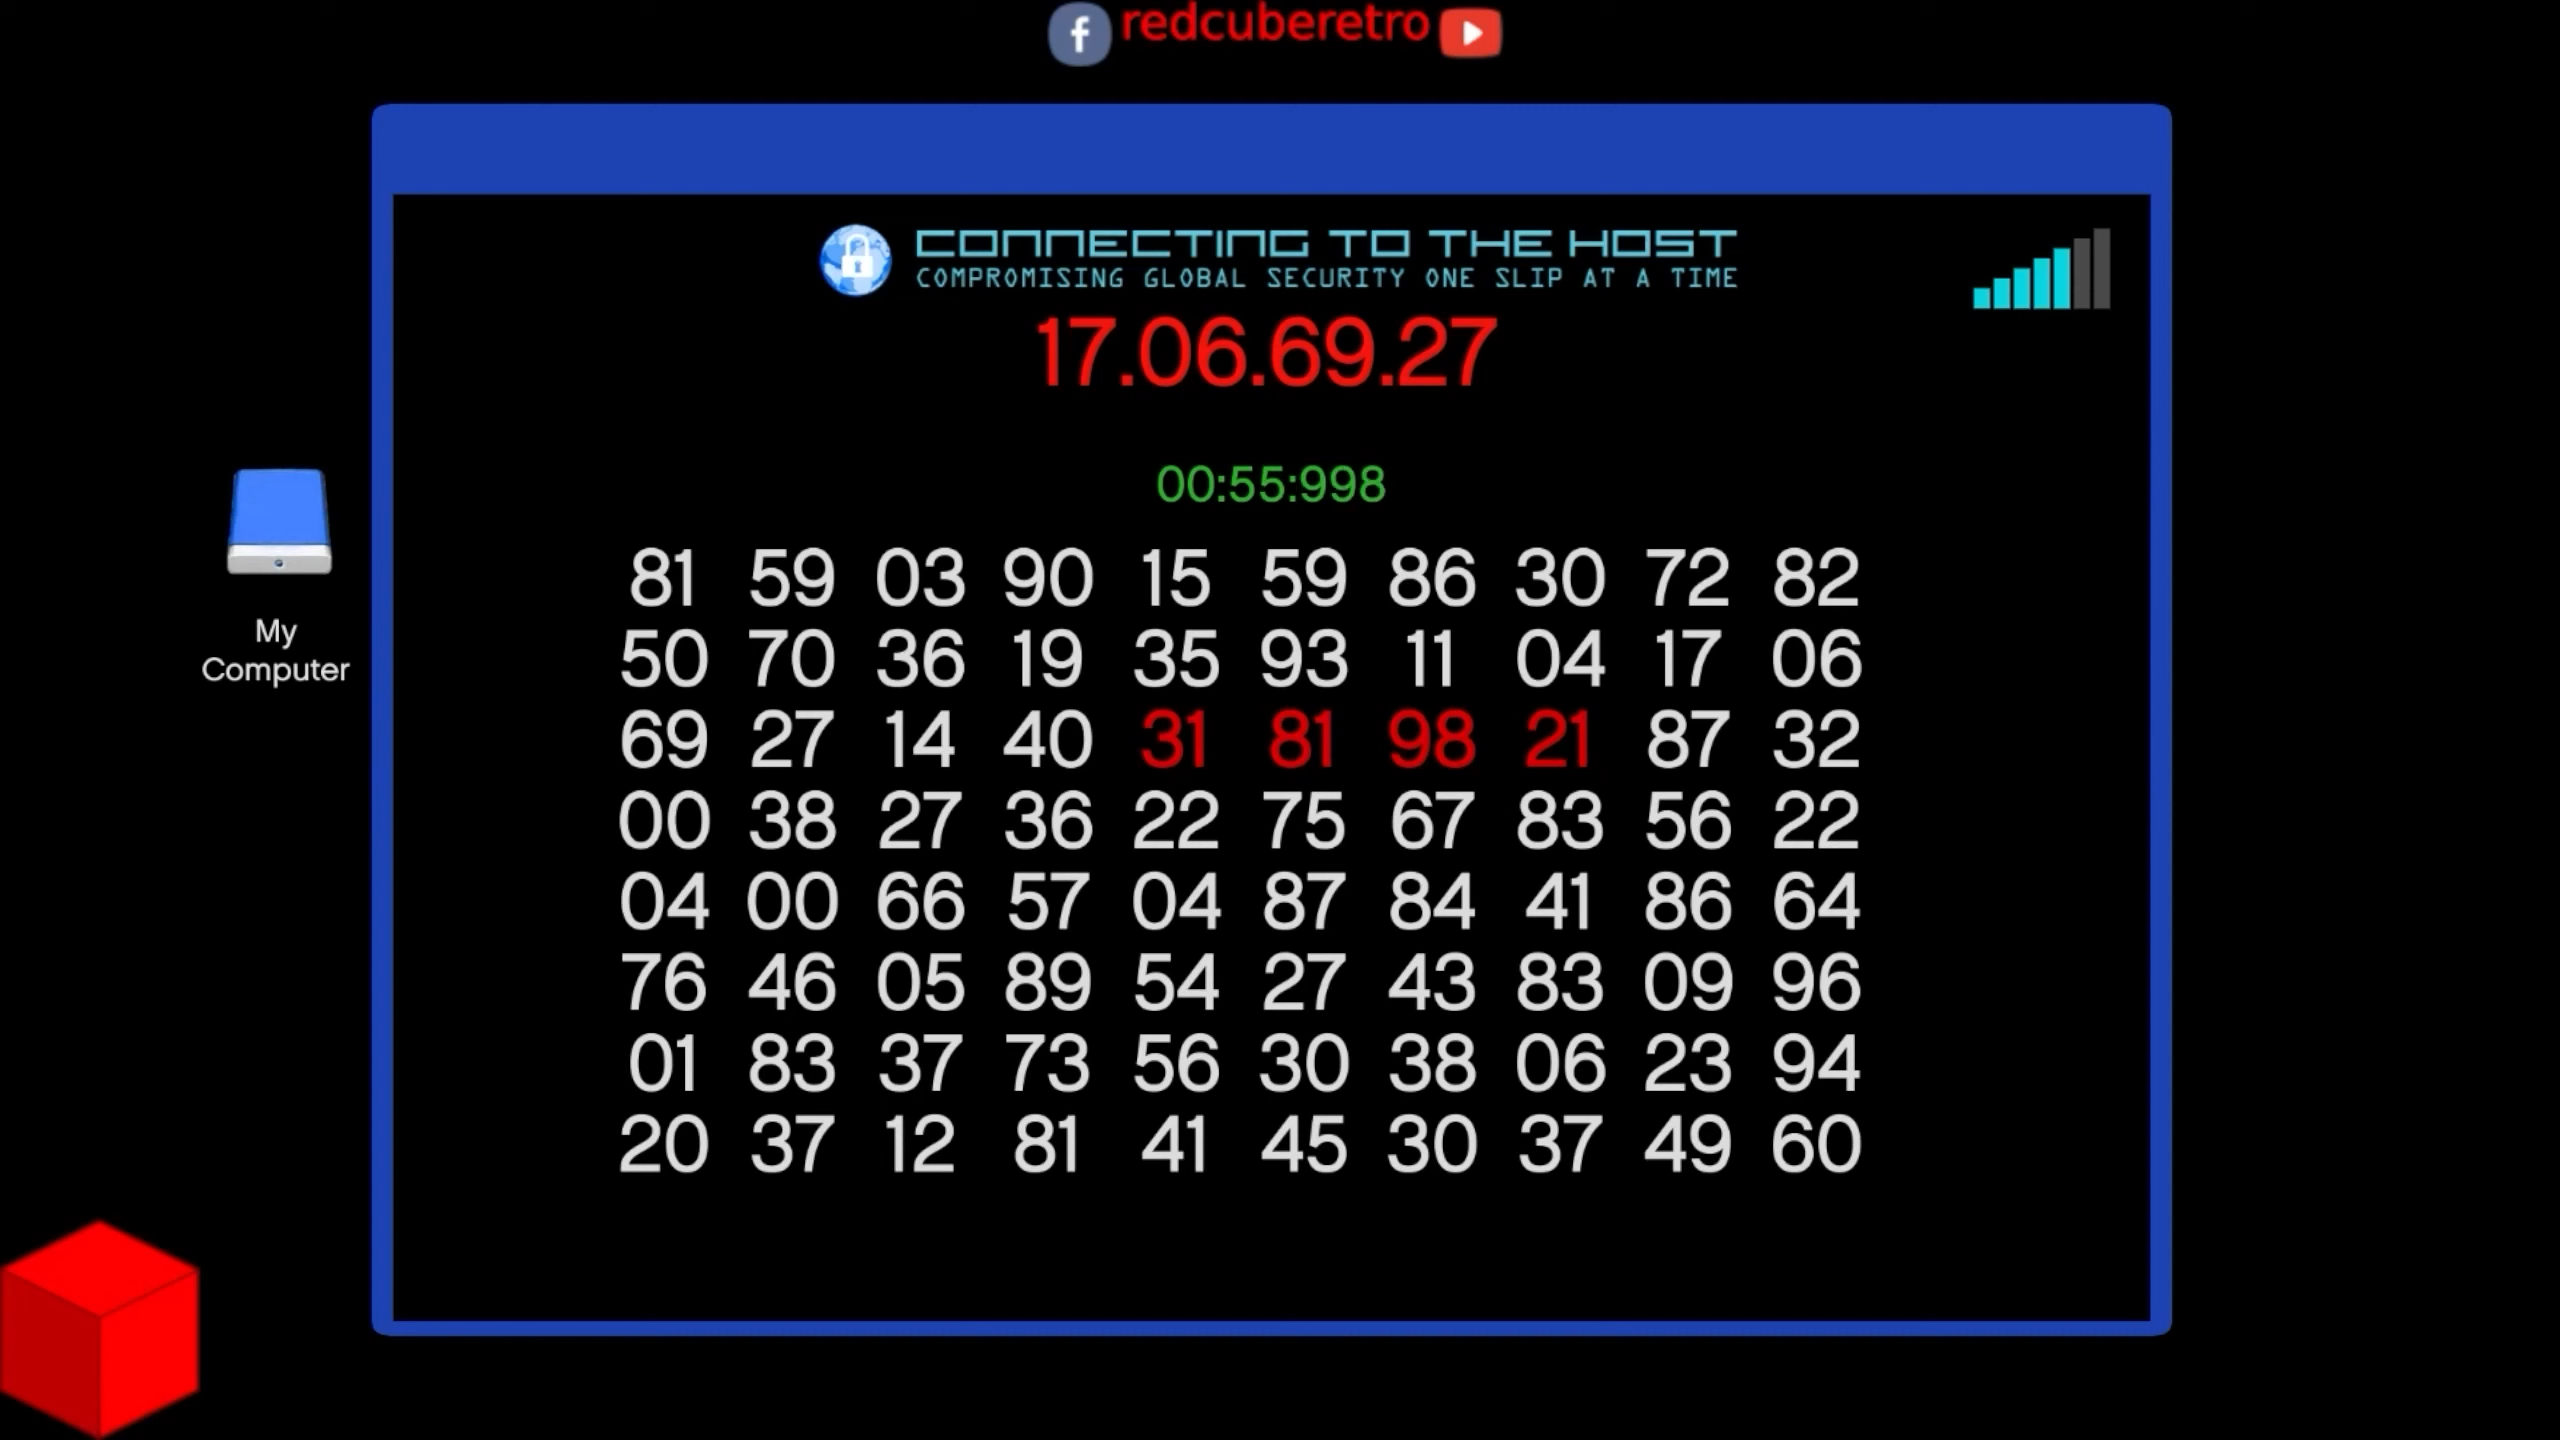 redcuberetro
CONNECTING TO THE HOST
COMPROMISING GLOBAL SECURITY ONE SLIP AT A TIME
17.06.69.27
00:55:998
81 59 03 90 15 59 86 30 72 82
50 70 36 19 35 93 11 04 17 06
69 27 14 40 31 81 98 21 87 32
00 38 27 36 22 75 67 83 56 22
04 00 66 57 04 87 84 41 86 64
76 46 05 89 54 27 43 83 09 96
01 83 37 73 56 30 38 06 23 94
20 37 12 81 41 45 30 37 49 60
My
Computer